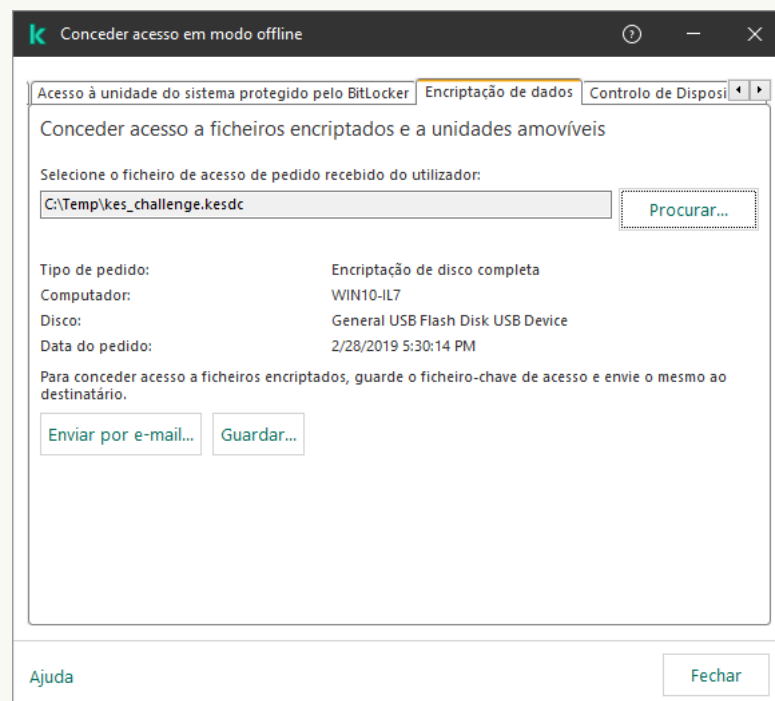 Conceder acesso em modo offline
Acesso à unidade do sistema protegido pelo BitLocker Encriptação de dados Controlo de Disposi
Conceder acesso a ficheiros encriptados e a unidades amovíveis
Selecione o ficheiro de acesso de pedido recebido do utilizador:
C:\Temp\kes_challenge.kesdc Procurar...
Tipo de pedido: Encriptação de disco completa
Computador: WIN10-IL7
Disco: General USB Flash Disk USB Device
Data do pedido: 2/28/2019 5:30:14 PM
Para conceder acesso a ficheiros encriptados, guarde o ficheiro-chave de acesso e envie o mesmo ao
destinatário.
Enviar por e-mail... Guardar...
Ajuda Fechar